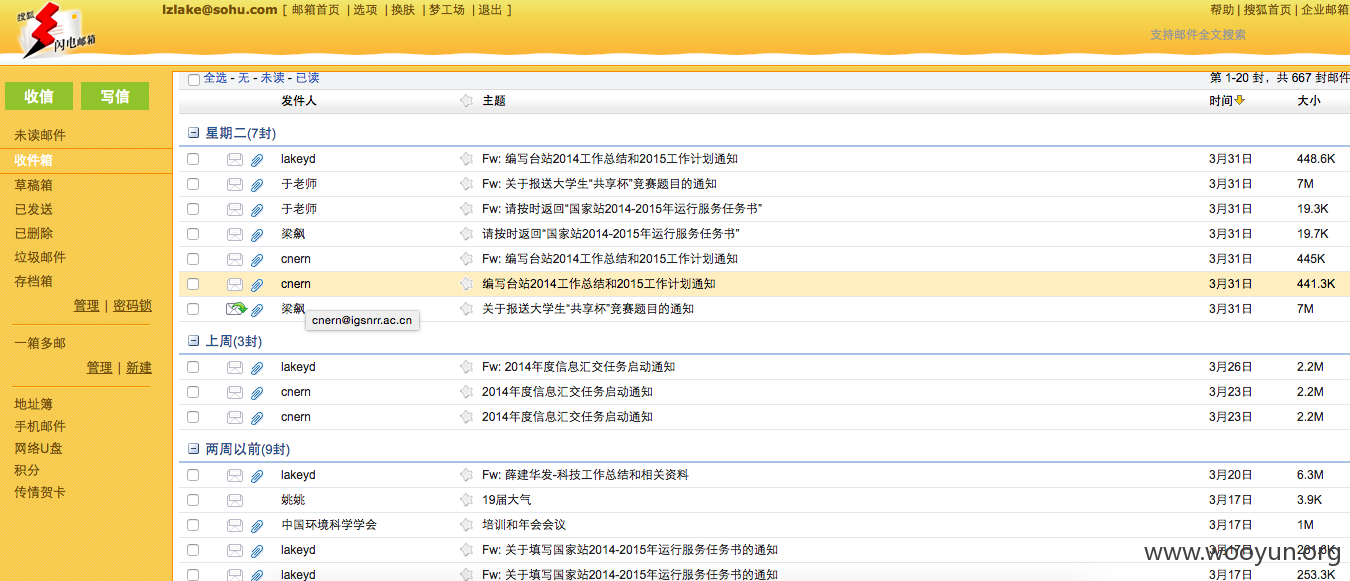 lzlake@sohu.com [ 邮箱首页 | 选项 | 换肤 | 梦工场 | 退出 ]
帮助 | 搜狐首页 | 企业邮箱
搜狐 闪电邮箱
支持邮件全文搜索
收信 写信
未读邮件
收件箱
草稿箱
已发送
已删除
垃圾邮件
存档箱
管理 | 密码锁
一箱多邮
管理 | 新建
地址簿
手机邮件
网络U盘
积分
传情贺卡
全选 - 无 - 未读 - 已读 第 1-20 封，共 667 封邮件
发件人 主题 时间 大小
星期二(7封)
lakeyd Fw: 编写台站2014工作总结和2015工作计划通知 3月31日 448.6K
于老师 Fw: 关于报送大学生“共享杯”竞赛题目的通知 3月31日 7M
于老师 Fw: 请按时返回“国家站2014-2015年运行服务任务书” 3月31日 19.3K
梁飙 请按时返回“国家站2014-2015年运行服务任务书” 3月31日 19.7K
cnern Fw: 编写台站2014工作总结和2015工作计划通知 3月31日 445K
cnern 编写台站2014工作总结和2015工作计划通知 3月31日 441.3K
梁飙 关于报送大学生“共享杯”竞赛题目的通知 3月31日 7M
cnern@igsnrr.ac.cn
上周(3封)
lakeyd Fw: 2014年度信息汇交任务启动通知 3月26日 2.2M
cnern 2014年度信息汇交任务启动通知 3月23日 2.2M
cnern 2014年度信息汇交任务启动通知 3月23日 2.2M
两周以前(9封)
lakeyd Fw: 薛建华发-科技工作总结和相关资料 3月20日 6.3M
姚姚 19届大气 3月17日 3.9K
中国环境科学学会 培训和年会会议 3月17日 1M
lakeyd Fw: 关于填写国家站2014-2015年运行服务任务书的通知 3月17日
www.wooyun.org
lakeyd Fw: 关于填写国家站2014-2015年运行服务任务书的通知 3月17日 253.3K